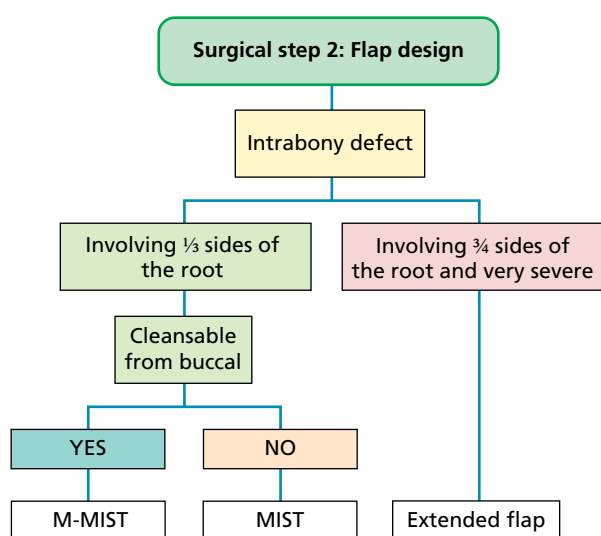 Surgical step 2: Flap design
Intrabony defect
Involving ⅓ sides of
the root
Involving ¾ sides of
the root and very severe
Cleansable
from buccal
YES
NO
M-MIST
MIST
Extended flap